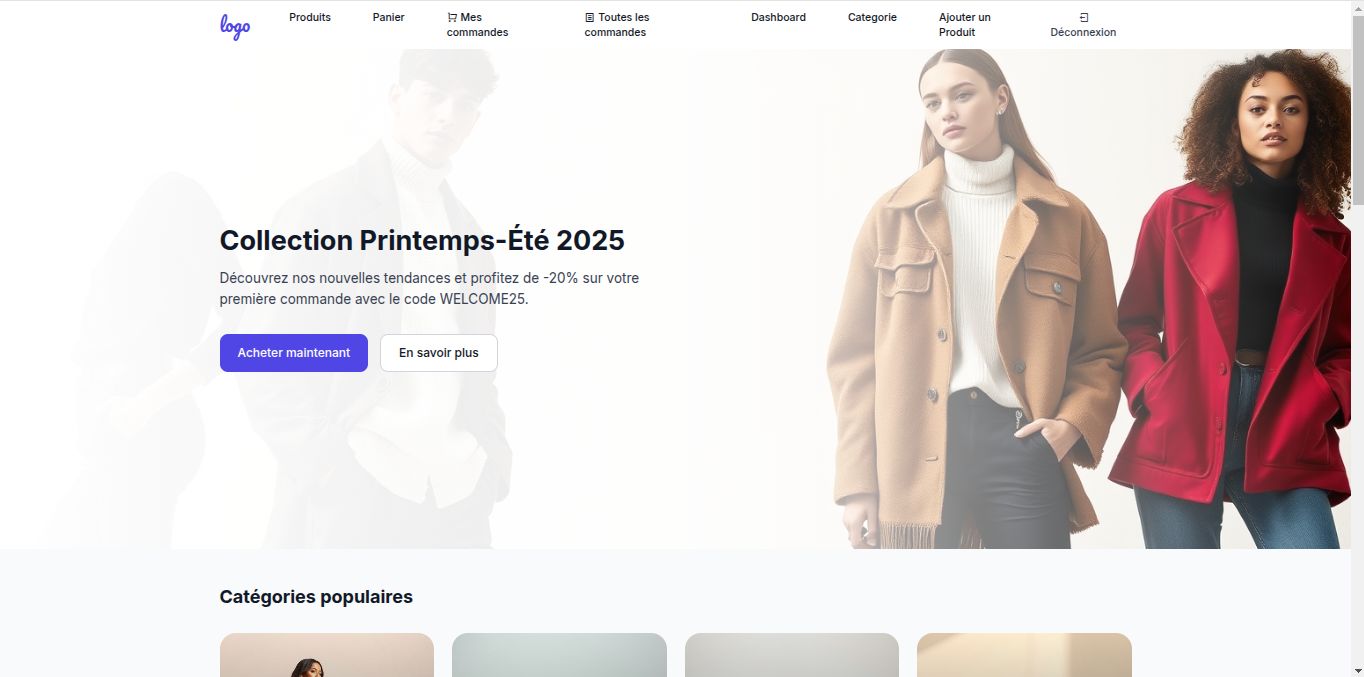 logo
Produits
Panier
Mes
commandes
Toutes les
commandes
Dashboard
Categorie
Ajouter un
Produit
Déconnexion
Collection Printemps-Été 2025
Découvrez nos nouvelles tendances et profitez de -20% sur votre
première commande avec le code WELCOME25.
Acheter maintenant
En savoir plus
Catégories populaires